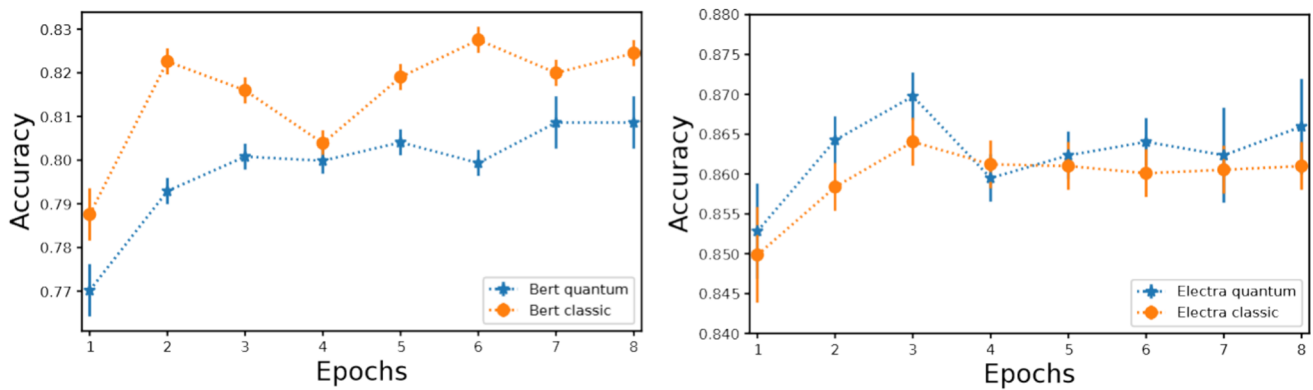 0.83
0.82
0.81
0.80
0.79
0.78
0.77
Accuracy
1 2 3 4 5 6 7 8
Epochs
Bert quantum
Bert classic
0.880
0.870
0.865
0.860
0.855
0.850
0.845
0.840
Accuracy
1 2 3 4 5 6 7 8
Epochs
Electra quantum
Electra classic